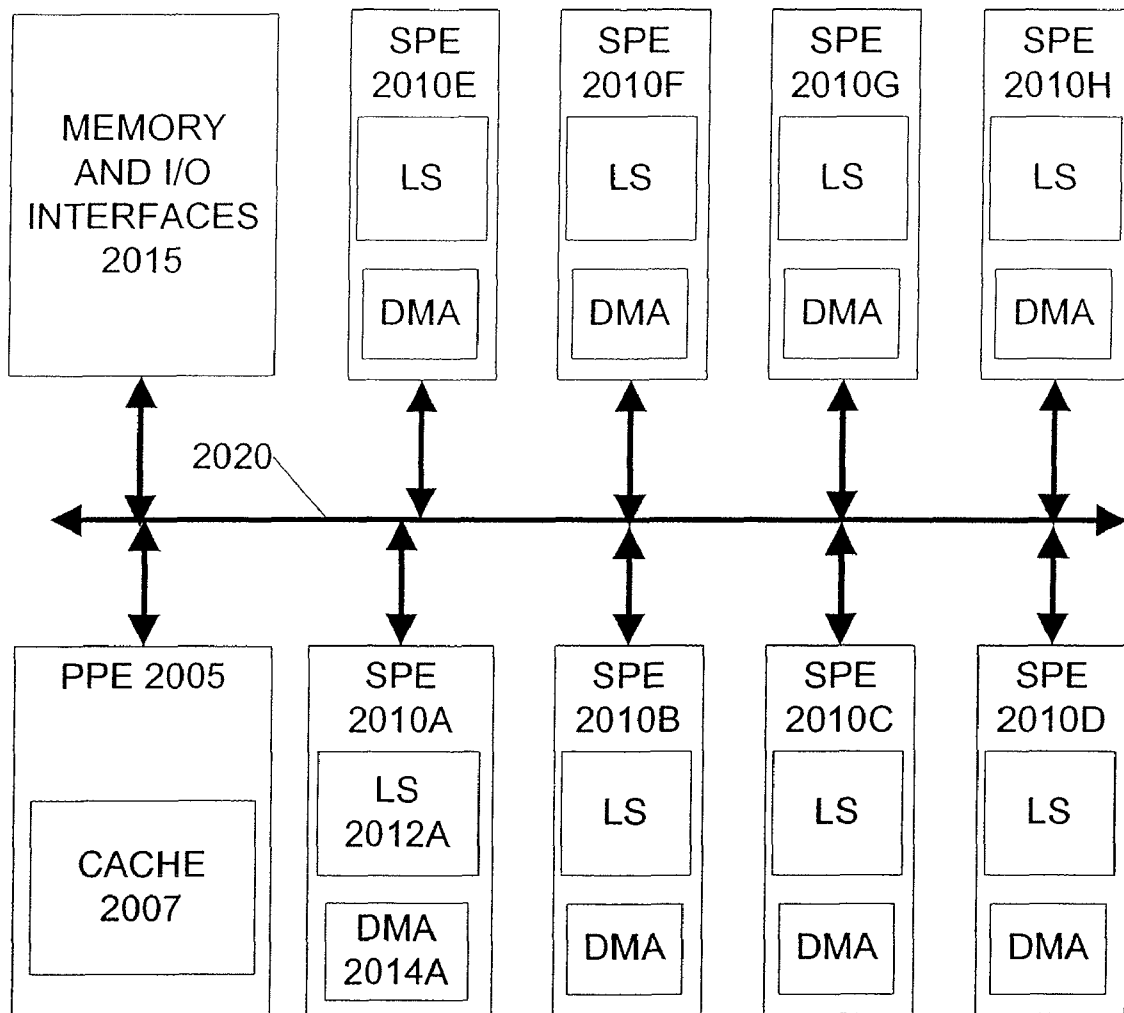 MEMORY
AND I/O
INTERFACES
2015
SPE
2010E
LS
DMA
SPE
2010F
LS
DMA
SPE
2010G
LS
DMA
SPE
2010H
LS
DMA
2020
PPE 2005
CACHE
2007
SPE
2010A
LS
2012A
DMA
2014A
SPE
2010B
LS
DMA
SPE
2010C
LS
DMA
SPE
2010D
LS
DMA